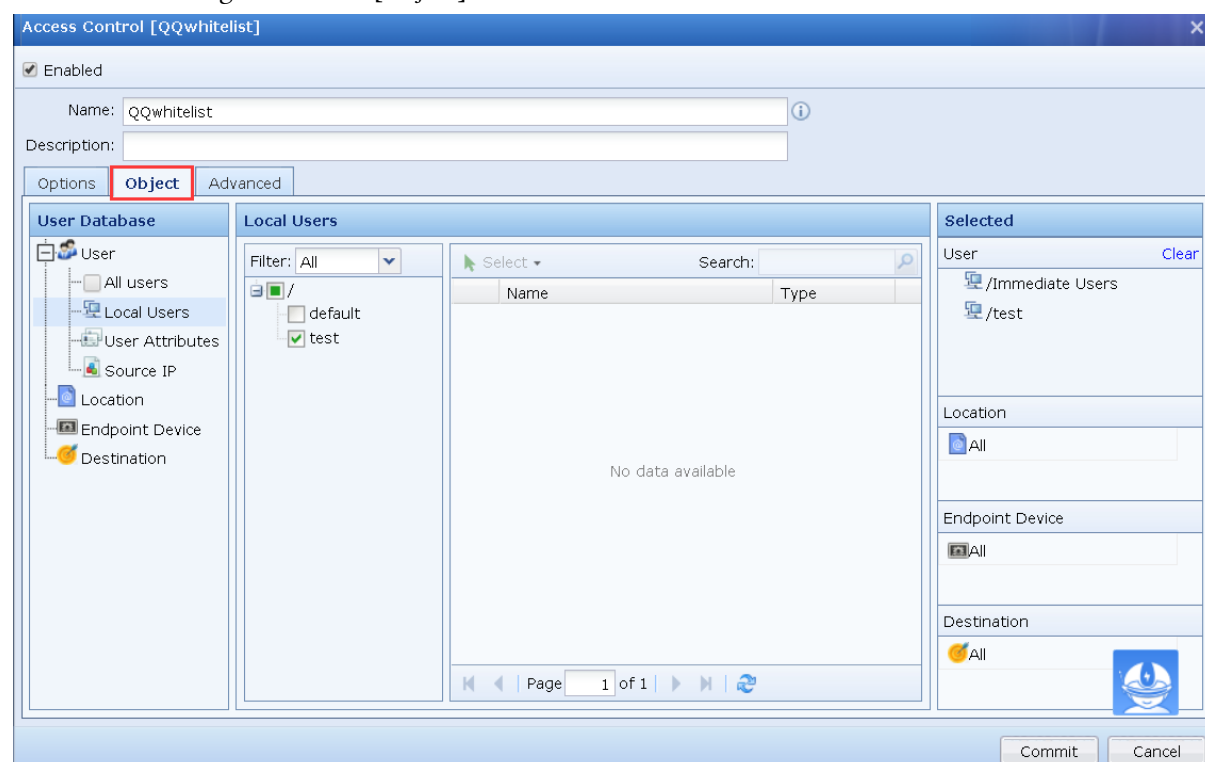 Access Control [QQwhitelist]
Enabled
Name: QQwhitelist
Description:
Options Object Advanced
User Database
User
All users
Local Users
User Attributes
Source IP
Location
Endpoint Device
Destination
Local Users
Filter: All
/
default
test
Select Search:
Name Type
No data available
Page 1 of 1
Selected
User Clear
/Immediate Users
/test
Location
All
Endpoint Device
All
Destination
All
Commit Cancel